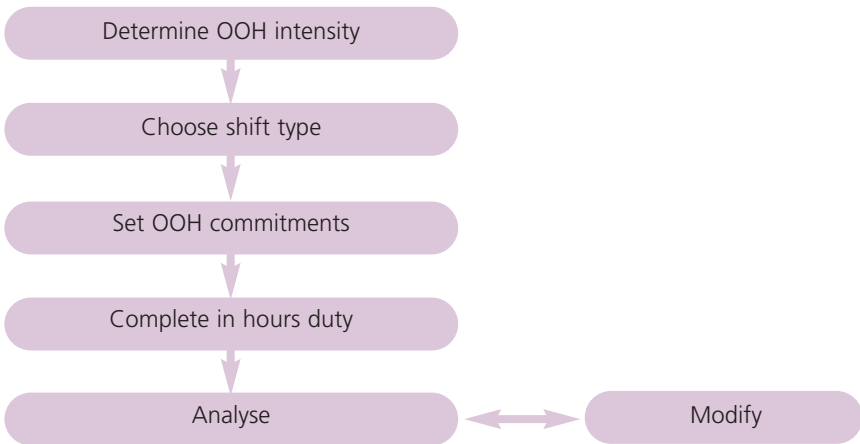 Determine OOH intensity
Choose shift type
Set OOH commitments
Complete in hours duty
Analyse
Modify